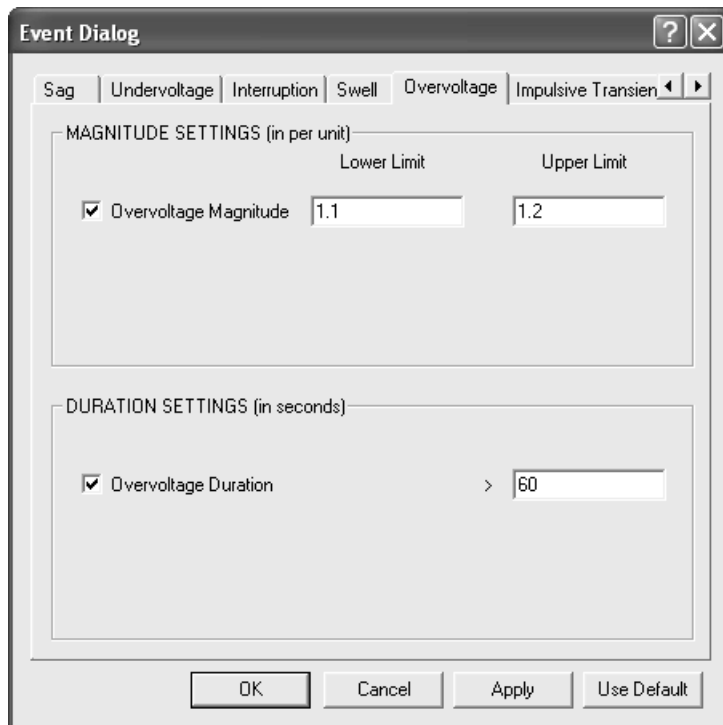 Event Dialog
Sag Undervoltage Interruption Swell Overvoltage Impulsive Transien
MAGNITUDE SETTINGS (in per unit)
Lower Limit Upper Limit
Overvoltage Magnitude 1.1 1.2
DURATION SETTINGS (in seconds)
Overvoltage Duration > 60
OK Cancel Apply Use Default